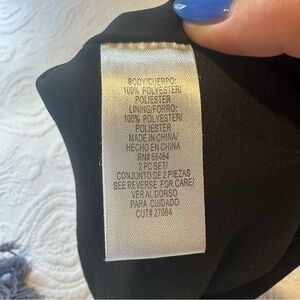 BODY/CUERPO:
100% POLYESTER/
POLIESTER
LINING/FORRO:
100% POLYESTER/
POLIESTER
MADE IN CHINA/
HECHO EN CHINA
RN# 66464
2 PC SET/
CONJUNTO DE 2 PIEZAS
SEE REVERSE FOR CARE/
VER AL DORSO
PARA CUIDADO
CUT# 27084